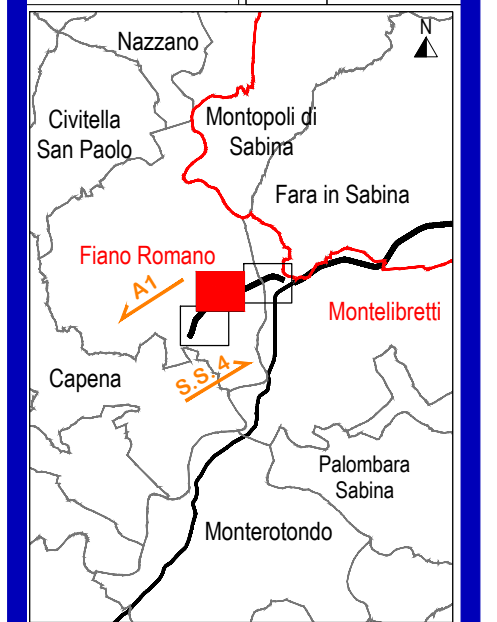 N
Nazzano
Civitella
San Paolo
Montopoli di
Sabina
Fara in Sabina
Fiano Romano
A1
Montelibretti
S.S. 4
Capena
Palombara
Sabina
Monterotondo